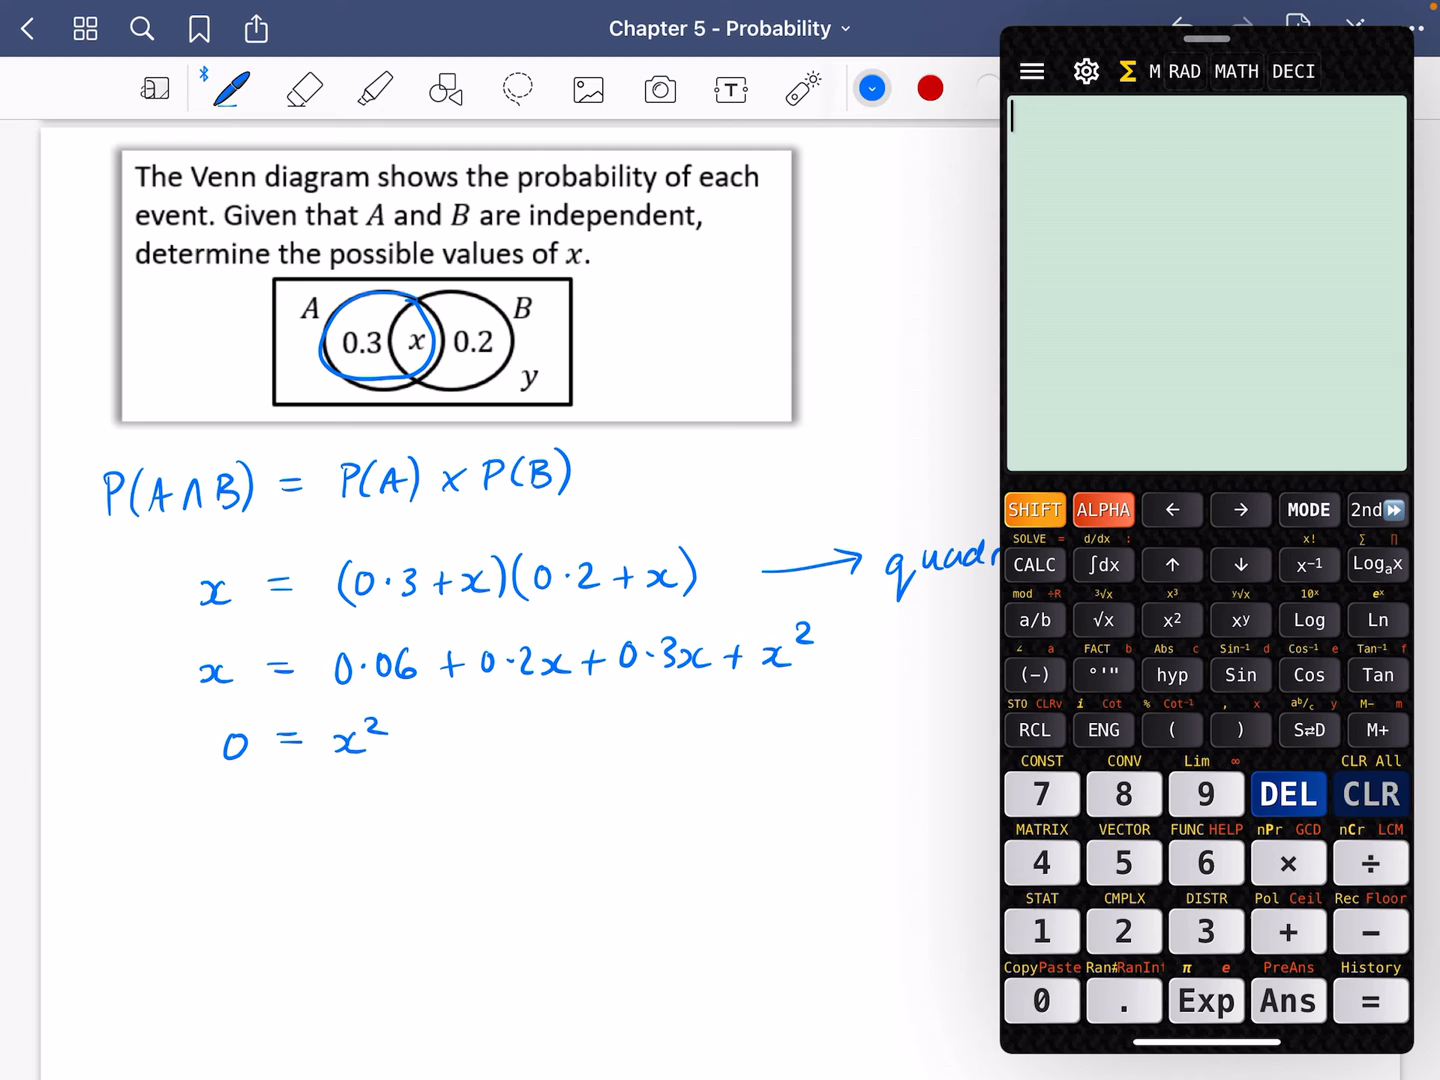 Chapter 5 - Probability
T
M RAD MATH DECI
The Venn diagram shows the probability of each
event. Given that A and B are independent,
determine the possible values of x.
A B
0.3 x 0.2
y
P(A∩B) = P(A) × P(B)
x = (0.3 + x)(0.2 + x) → quadr
x = 0.06 + 0.2x + 0.3x + x²
0 = x²
SHIFT ALPHA ← → MODE 2nd
SOLVE = d/dx : x! ∑ ∏
CALC ∫dx ↑ ↓ x⁻¹ Logₐx
mod ÷R ³√x x³ ʸ√x 10ˣ eˣ
a/b √x x² xʸ Log Ln
∠ a FACT b Abs c Sin⁻¹ d Cos⁻¹ e Tan⁻¹ f
(−) °'" hyp Sin Cos Tan
STO CLRv i Cot % Cot⁻¹ , x aᵇ/c y M− m
RCL ENG ( ) S⇄D M+
CONST CONV Lim ∞ CLR All
7 8 9 DEL CLR
MATRIX VECTOR FUNC HELP nPr GCD nCr LCM
4 5 6 × ÷
STAT CMPLX DISTR Pol Ceil Rec Floor
1 2 3 + −
Copy Paste Ran# RanInt π e PreAns History
0 . Exp Ans =